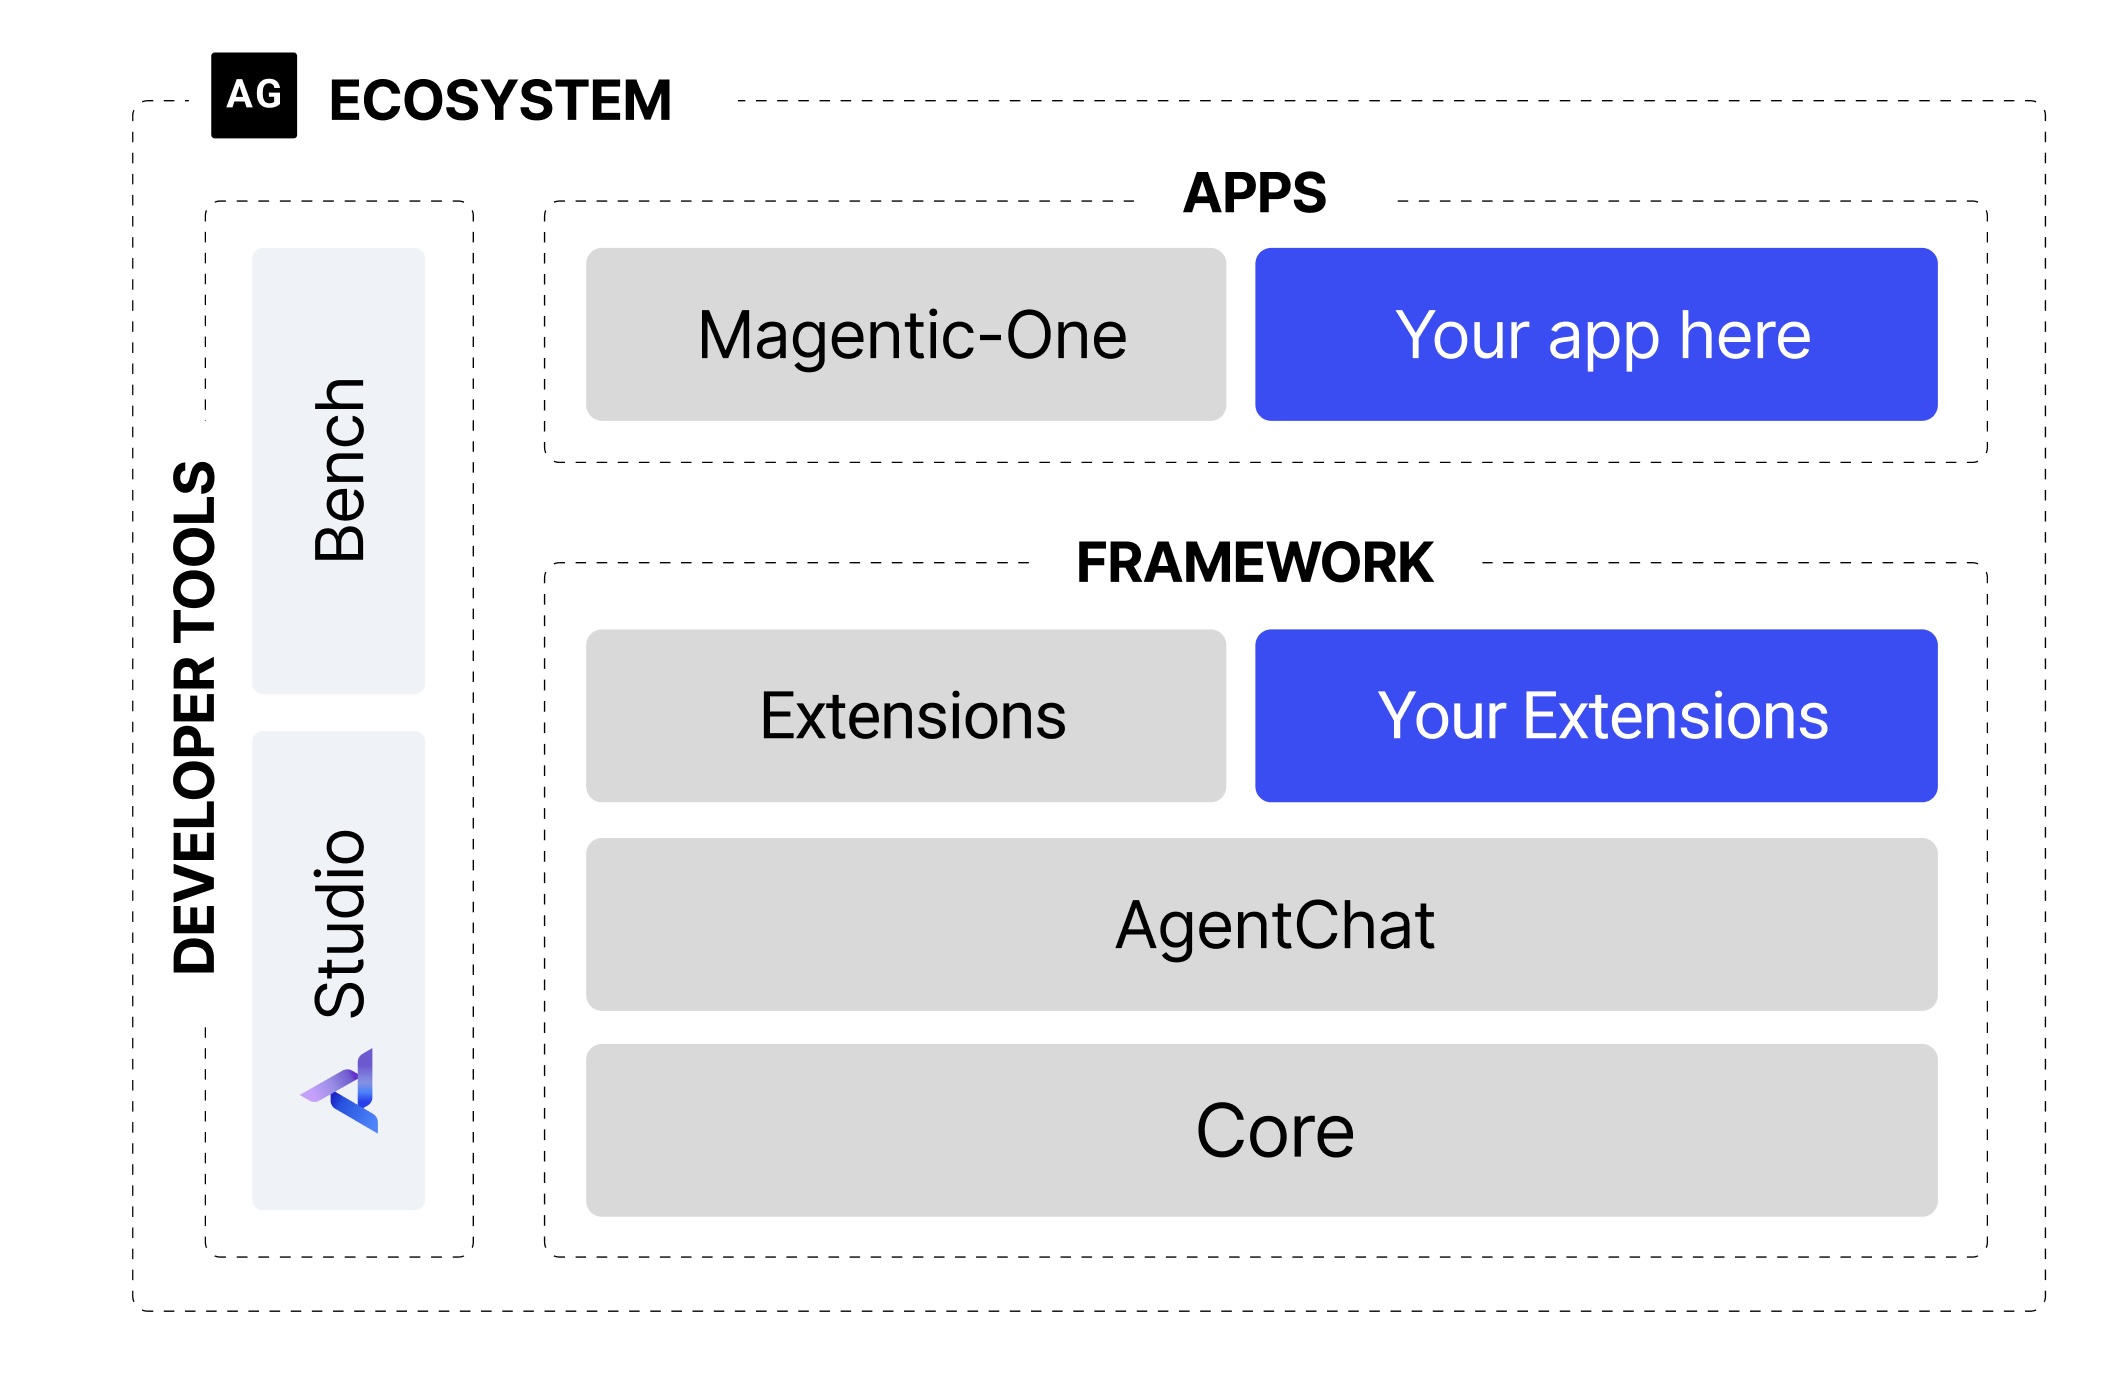 AG ECOSYSTEM
DEVELOPER TOOLS
Bench
Studio
APPS
Magentic-One
Your app here
FRAMEWORK
Extensions
Your Extensions
AgentChat
Core